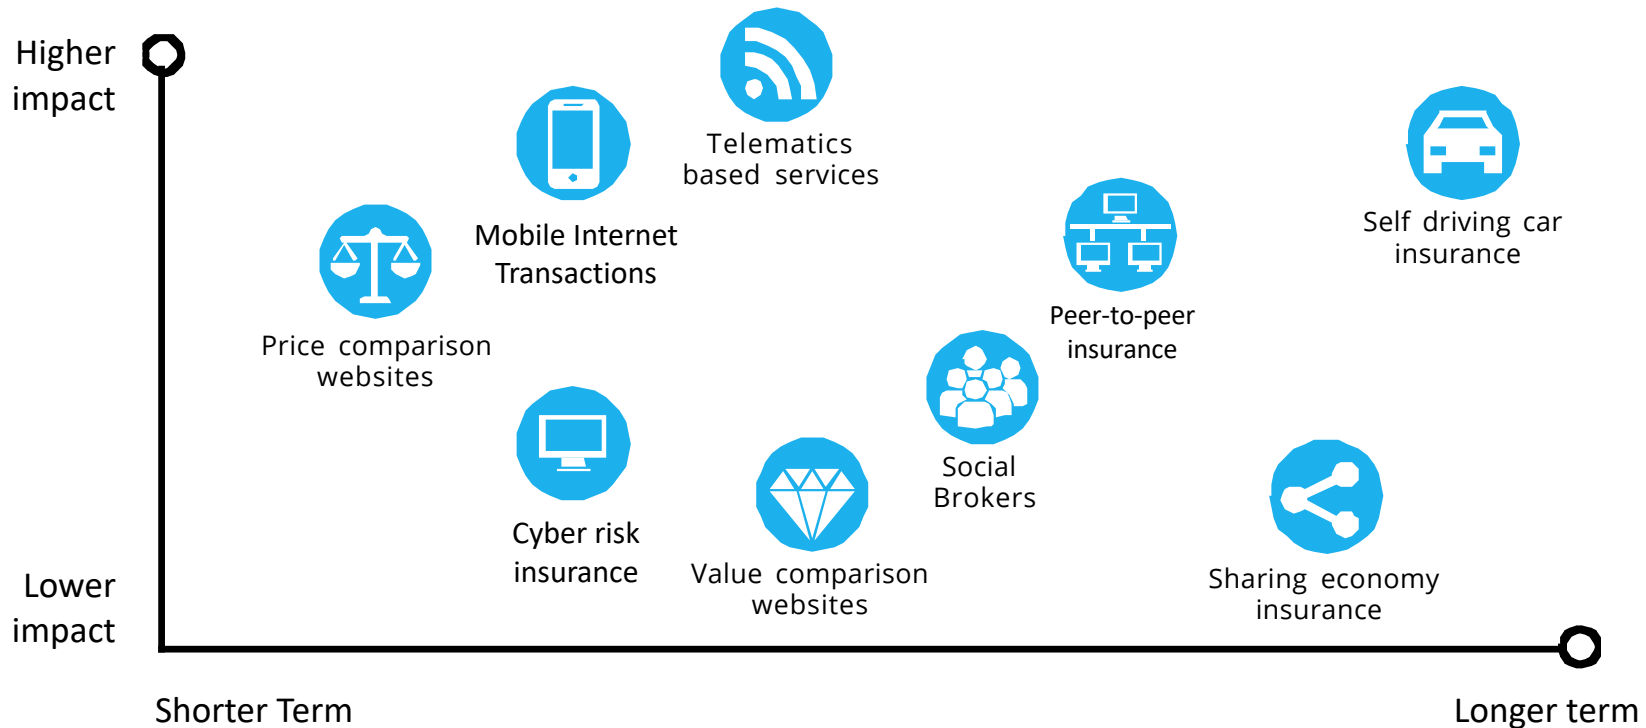 Higher
impact
Telematics
based services
Mobile Internet
Transactions
Self driving car
insurance
Price comparison
websites
Peer-to-peer
insurance
Social
Brokers
Cyber risk
insurance
Value comparison
websites
Sharing economy
insurance
Lower
impact
Shorter Term
Longer term